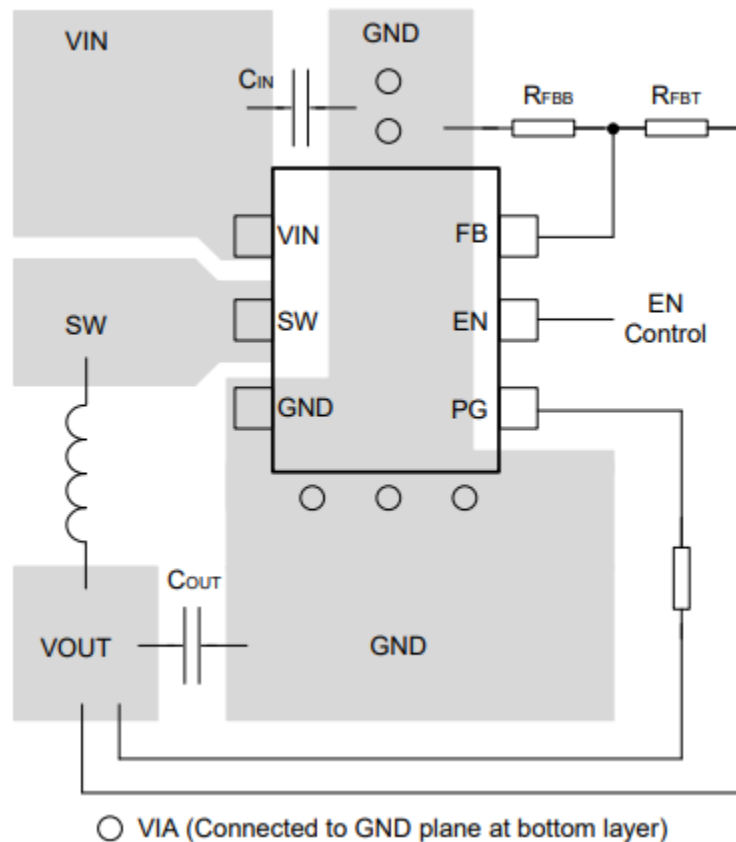 VIN
GND
CIN
RFBB
RFBT
VIN
FB
SW
SW
EN
EN
Control
GND
PG
COUT
VOUT
GND
VIA (Connected to GND plane at bottom layer)